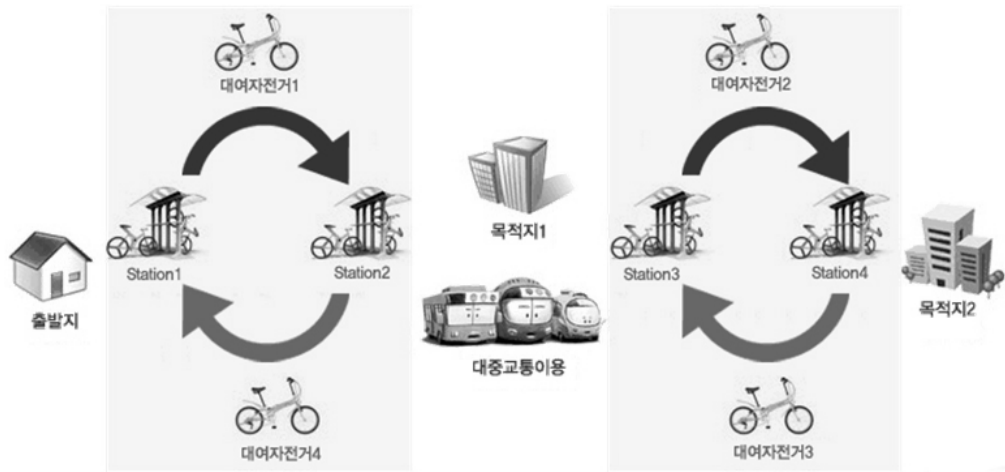 대여자전거1
대여자전거2
목적지1
Station1
Station2
Station3
Station4
출발지
목적지2
대중교통이용
대여자전거4
대여자전거3